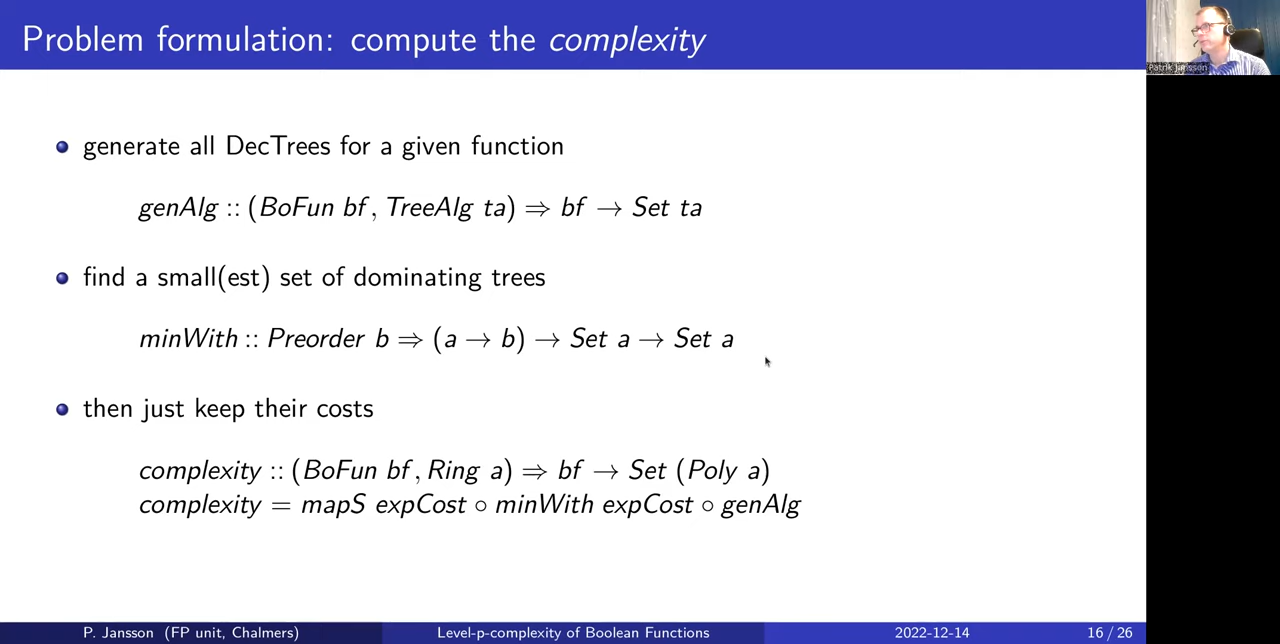 Problem formulation: compute the complexity
Patrik Jansson
generate all DecTrees for a given function
genAlg :: (BoFun bf, TreeAlg ta) ⇒ bf → Set ta
find a small(est) set of dominating trees
minWith :: Preorder b ⇒ (a → b) → Set a → Set a
then just keep their costs
complexity :: (BoFun bf, Ring a) ⇒ bf → Set (Poly a)
complexity = mapS expCost ∘ minWith expCost ∘ genAlg
P. Jansson (FP unit, Chalmers) Level-p-complexity of Boolean Functions 2022-12-14 16 / 26